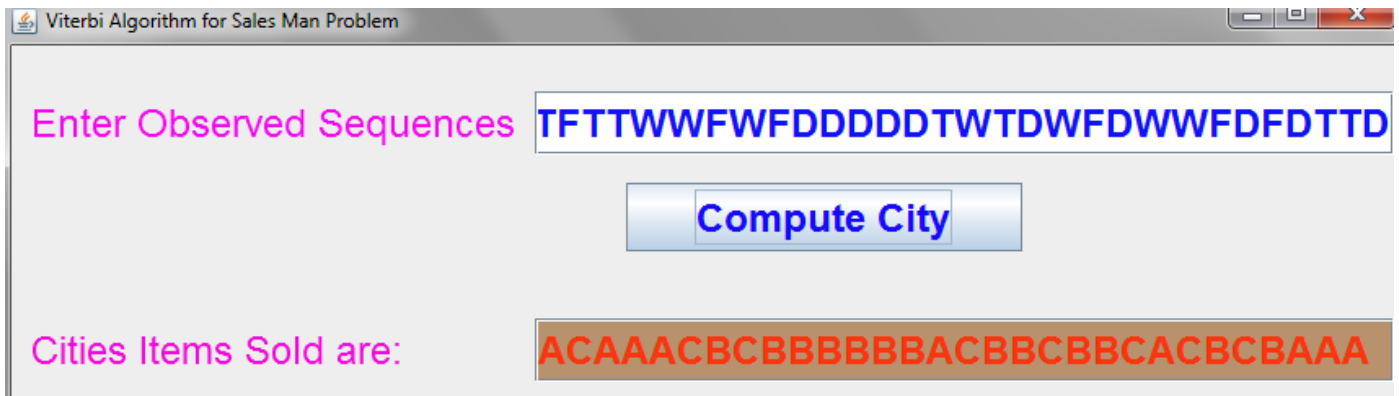 Viterbi Algorithm for Sales Man Problem
Enter Observed Sequences TFTTWWFWFDDDDDTWTDWFDWWFDFDTTD
Compute City
Cities Items Sold are: ACAAACBCBBBBBBACBBCBBCACBCBAAA